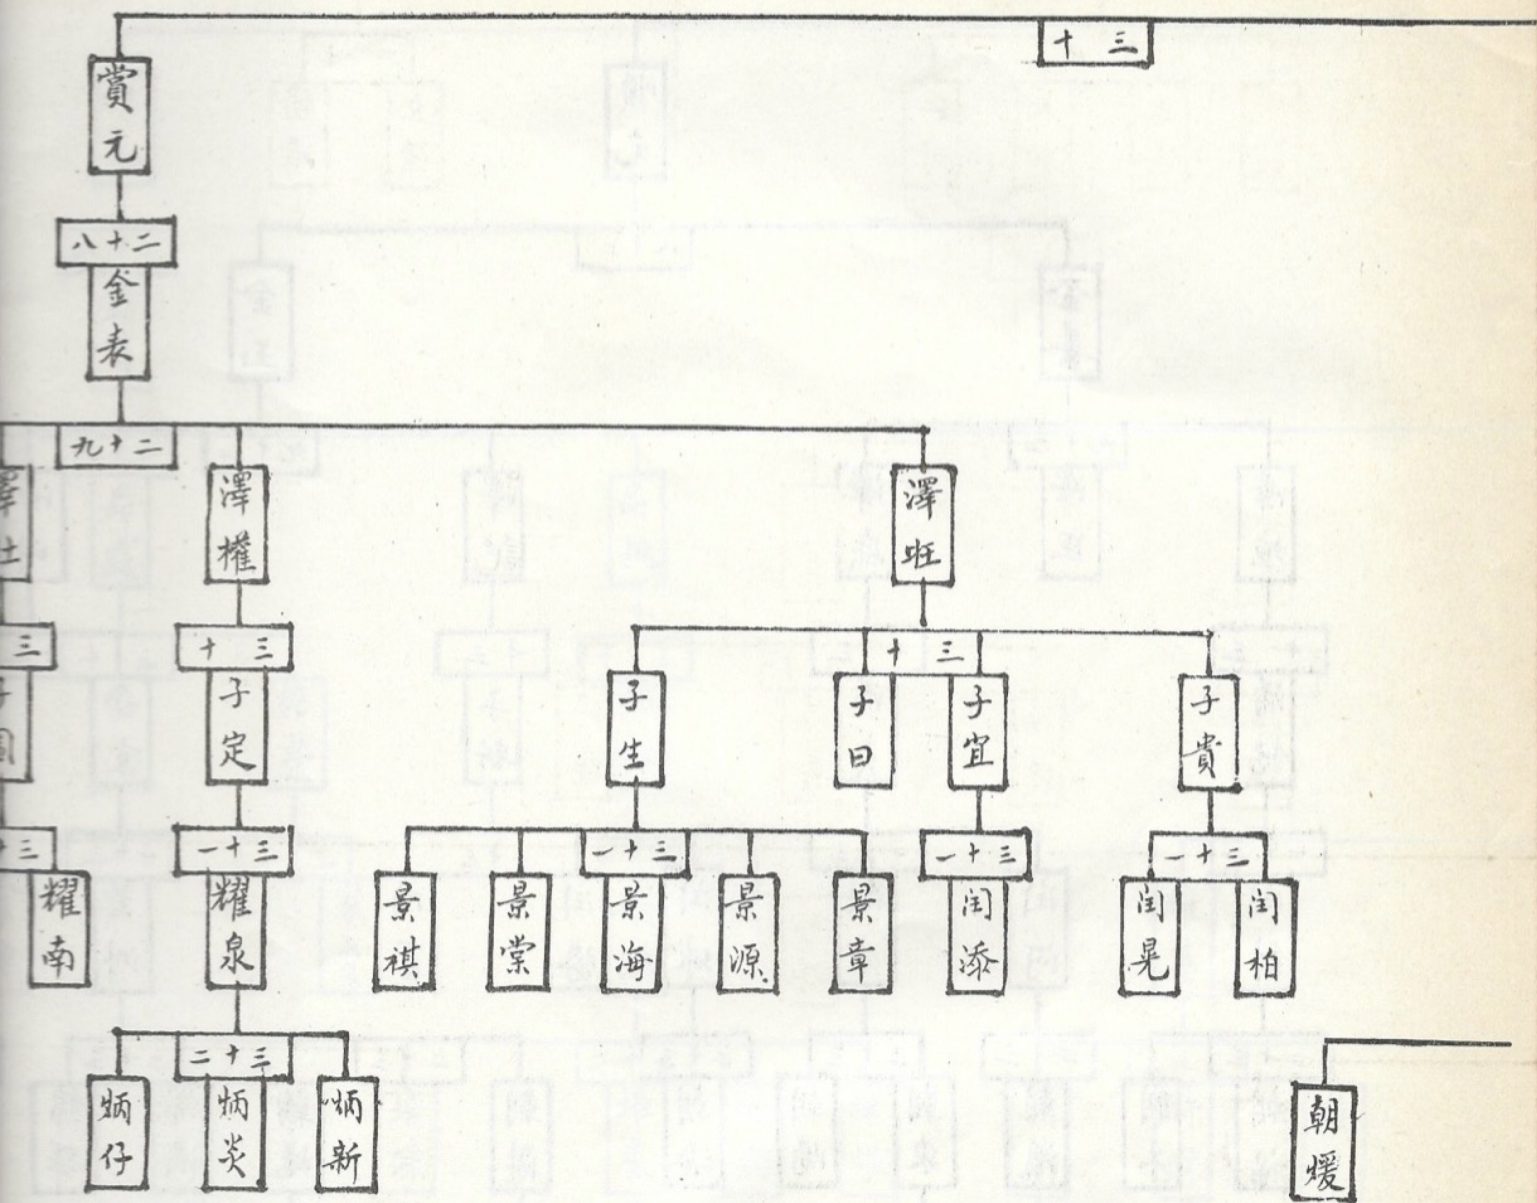 三十
賞元
二十八
金表
二十九
澤旺
澤權
三十
子貴
子宜
子日
子生
三十
子定
三
三十一
闰柏
闰晃
三十一
闰添
三十一
景章
景源
景海
景棠
景祺
三十一
耀泉
三十
耀南
三十二
炳新
炳炎
炳仔
朝煖